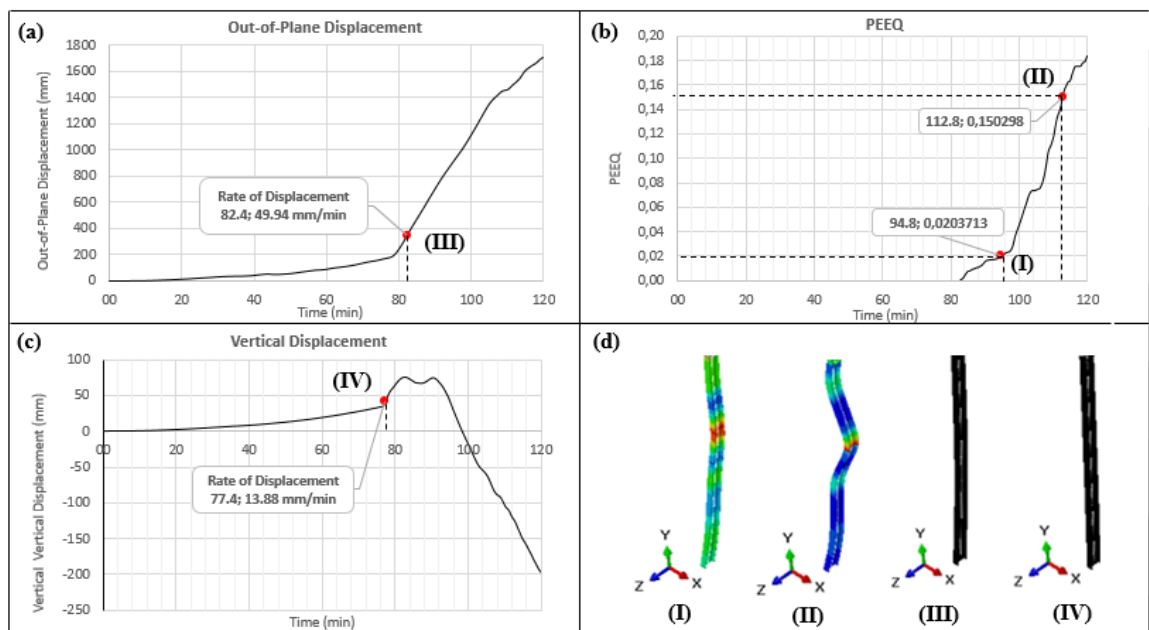 (a)
Out-of-Plane Displacement
Out-of-Plane Displacement (mm)
1800
1600
1400
1200
1000
800
600
400
200
0
Rate of Displacement
82.4; 49.94 mm/min
(III)
00 20 40 60 80 100 120
Time (min)
(b)
PEEQ
PEEQ
0,20
0,18
0,16
0,14
0,12
0,10
0,08
0,06
0,04
0,02
0,00
(II)
112.8; 0,150298
94.8; 0,0203713
(I)
00 20 40 60 80 100 120
Time (min)
(c)
Vertical Displacement
Vertical Vertical Displacement (mm)
100
50
0
-50
-100
-150
-200
-250
(IV)
00 20 40 60 80 100 120
Rate of Displacement
77.4; 13.88 mm/min
Time (min)
(d)
Y Z X
Y Z X
Y Z X
Y Z X
(I) (II) (III) (IV)